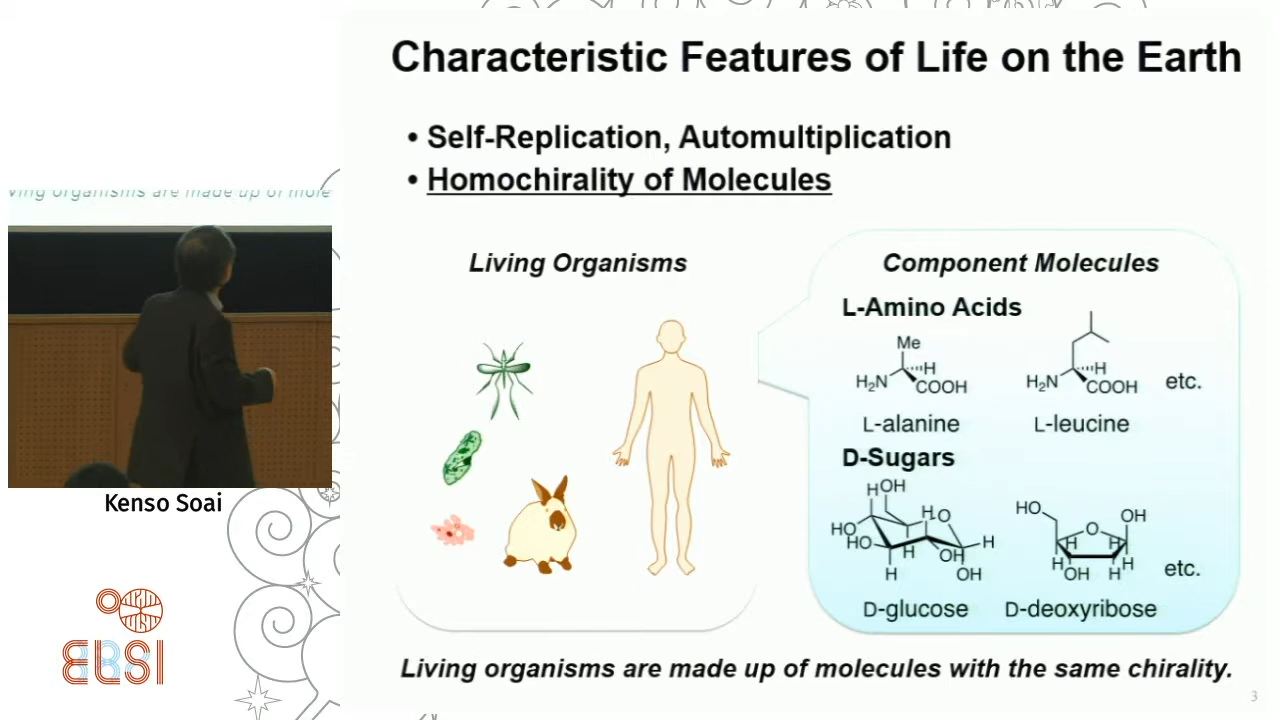 Characteristic Features of Life on the Earth
• Self-Replication, Automultiplication
• Homochirality of Molecules
ving organisms are made up of mole
Living Organisms
Component Molecules
L-Amino Acids
Me
H
H2N
COOH
L-alanine
H
H2N
COOH
L-leucine
etc.
D-Sugars
H OH
HO
HO
H
O
H
H
OH
H
OH
D-glucose
HO
OH
O
H
H
H
OH
H
H
D-deoxyribose
etc.
Living organisms are made up of molecules with the same chirality.
3
Kenso Soai
ELSI